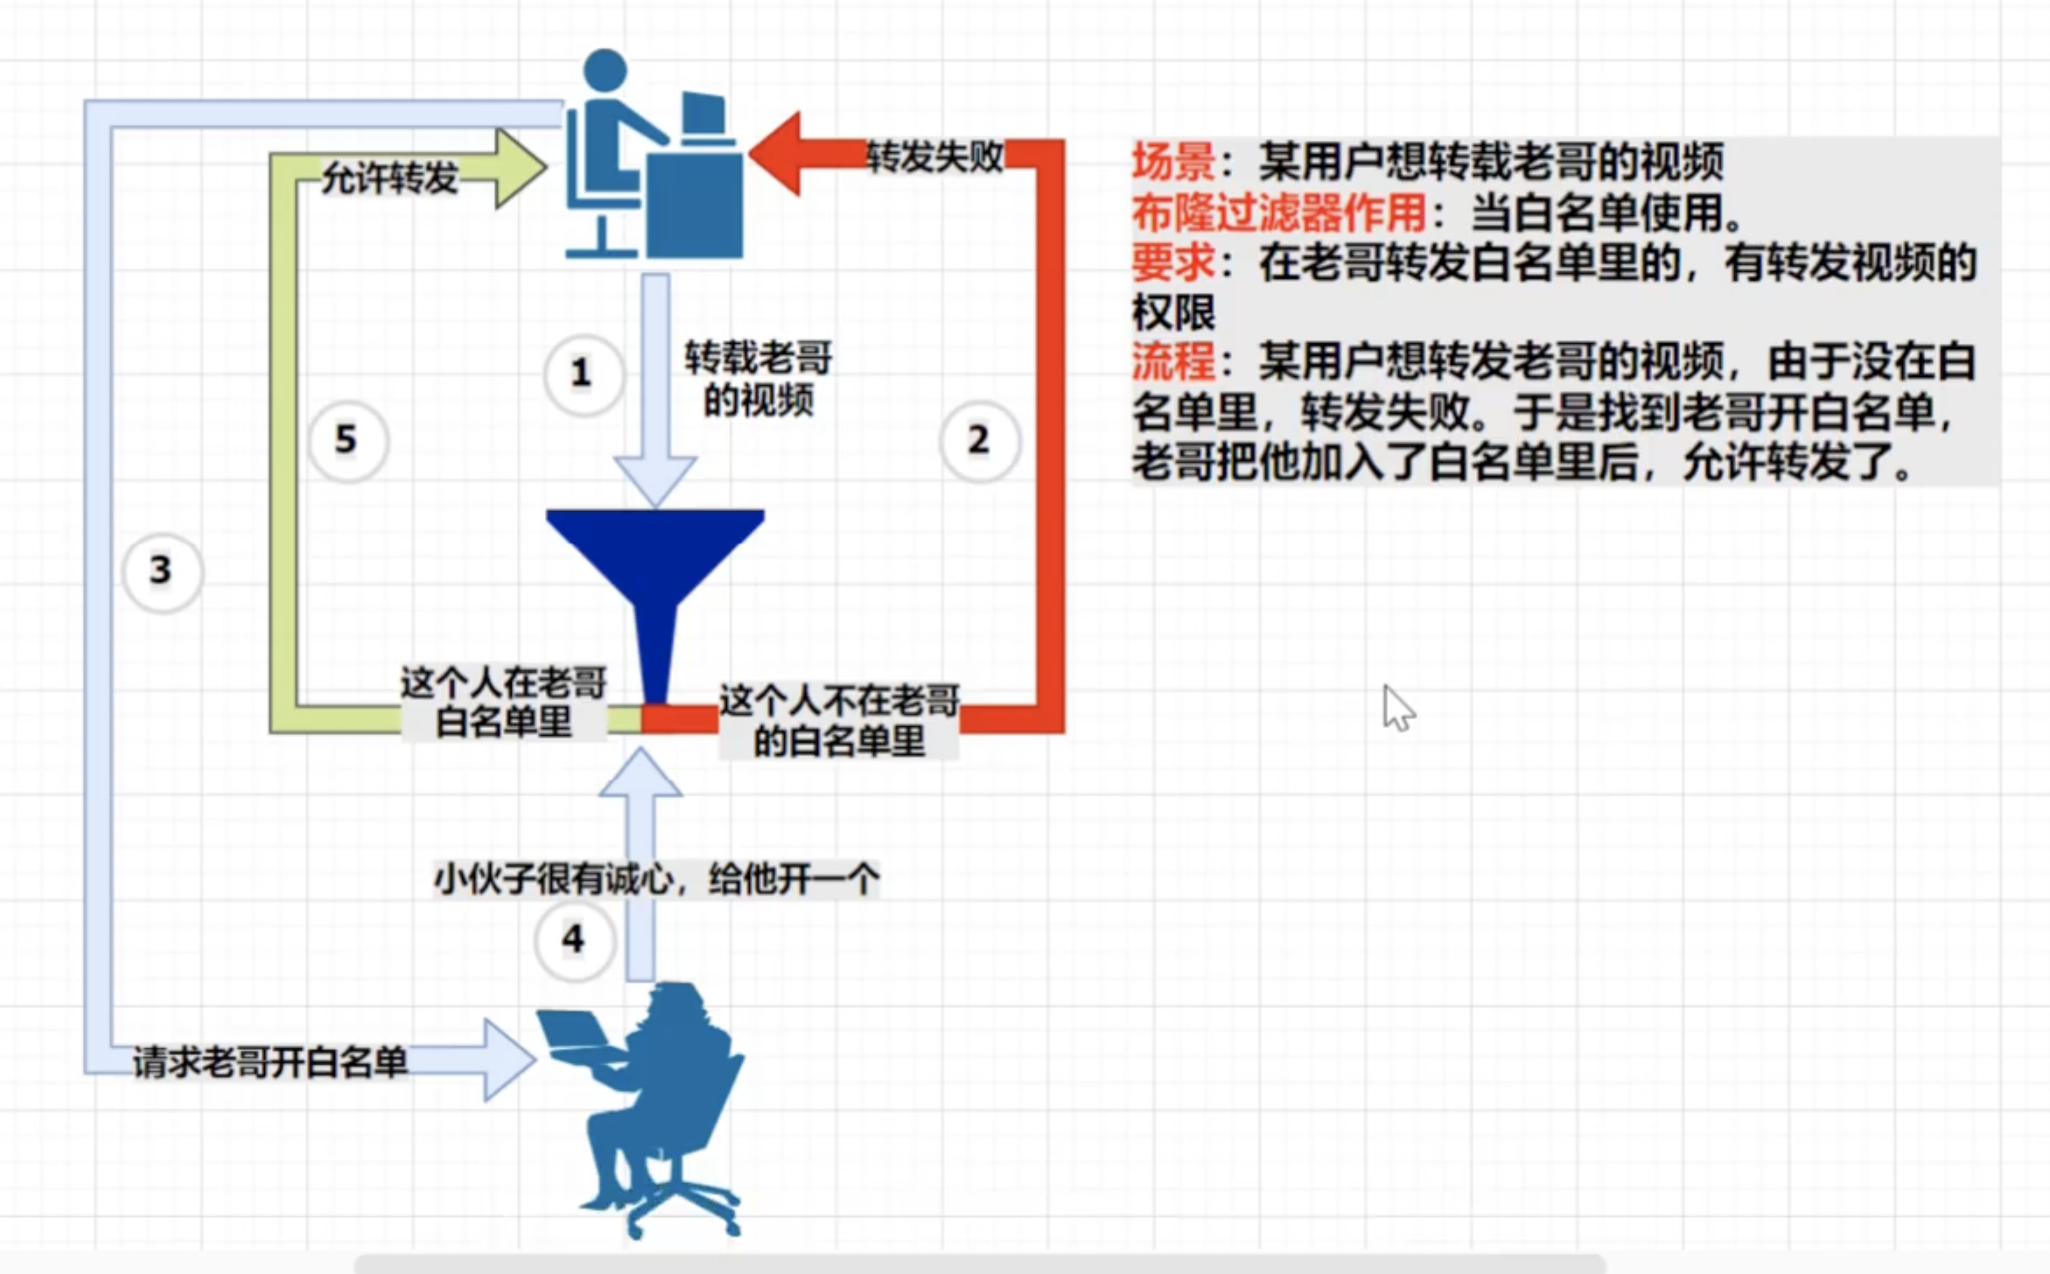 允许转发
转发失败
场景：某用户想转载老哥的视频
布隆过滤器作用：当白名单使用。
要求：在老哥转发白名单里的，有转发视频的
权限
流程：某用户想转发老哥的视频，由于没在白
名单里，转发失败。于是找到老哥开白名单，
老哥把他加入了白名单里后，允许转发了。
1
转载老哥
的视频
5
2
3
这个人在老哥
白名单里
这个人不在老哥
的白名单里
小伙子很有诚心，给他开一个
4
请求老哥开白名单